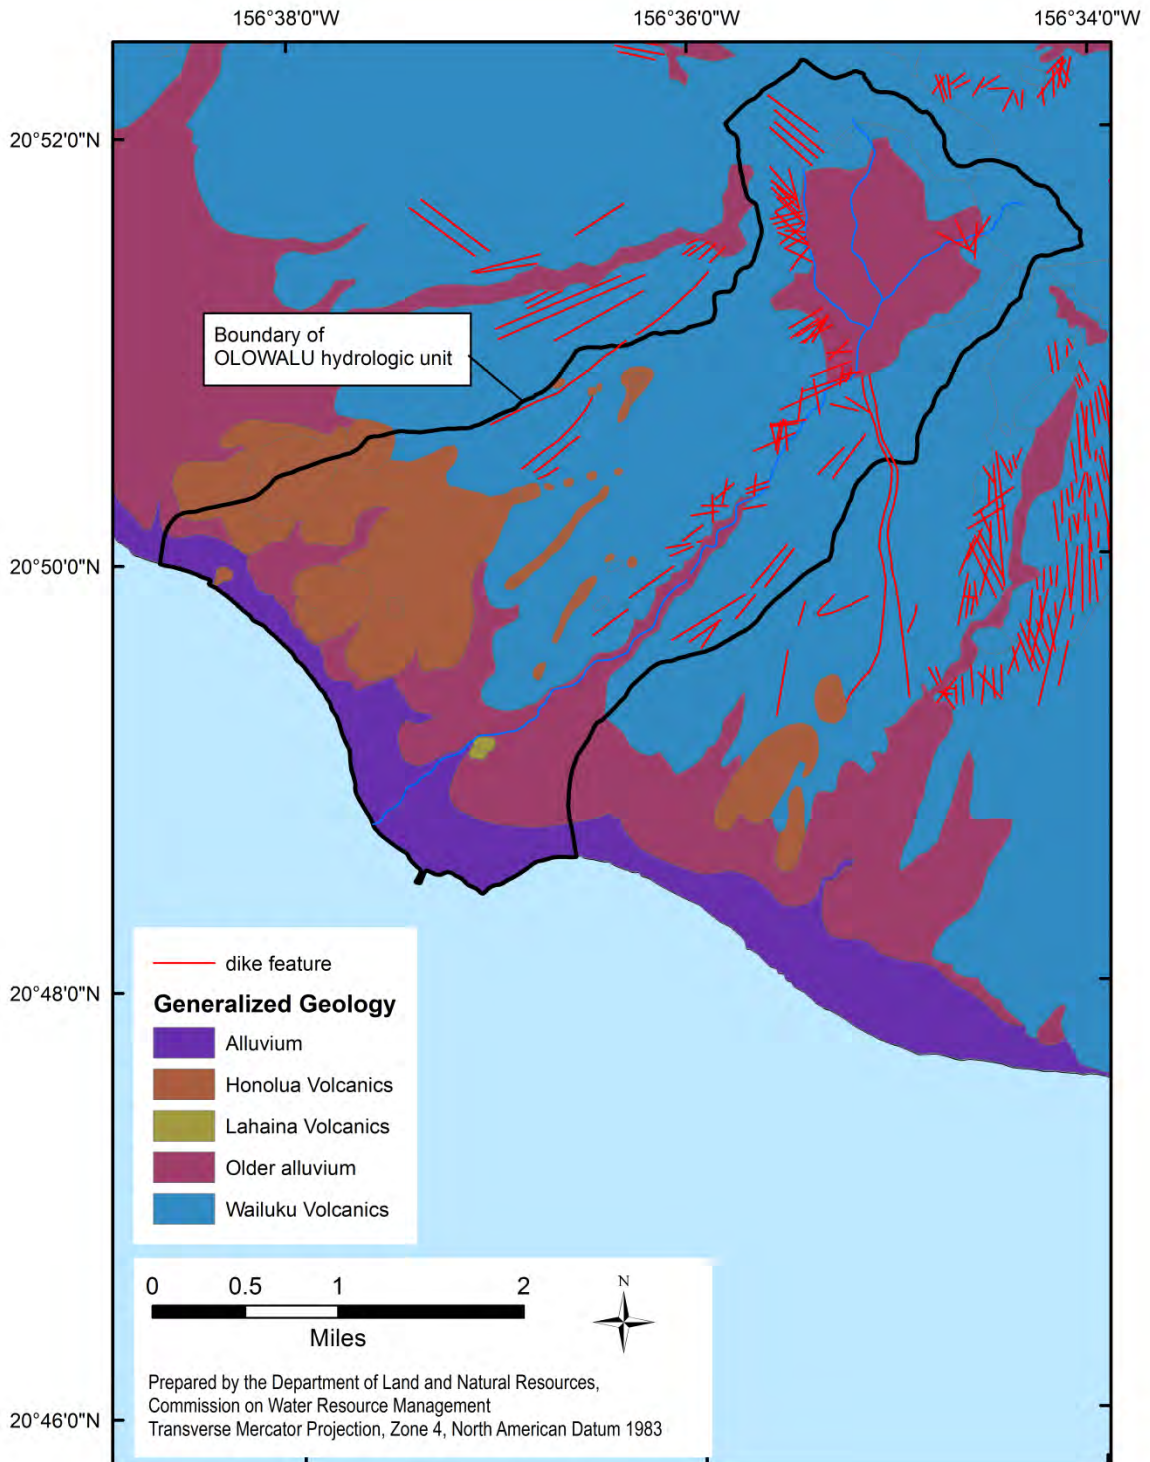 156°38'0"W 156°36'0"W 156°34'0"W
20°52'0"N
Boundary of
OLOWALU hydrologic unit
20°50'0"N
dike feature
20°48'0"N
Generalized Geology
Alluvium
Honolua Volcanics
Lahaina Volcanics
Older alluvium
Wailuku Volcanics
0 0.5 1 2
N
Miles
Prepared by the Department of Land and Natural Resources,
Commission on Water Resource Management
20°46'0"N
Transverse Mercator Projection, Zone 4, North American Datum 1983